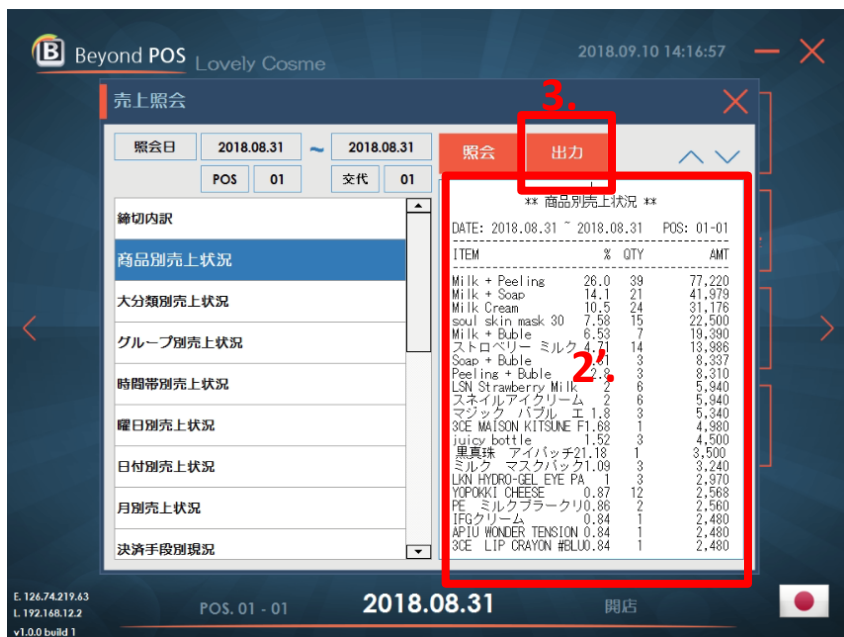 Beyond POS Lovely Cosme 2018.09.10 14:16:57
売上照会
3.
照会日 2018.08.31 ~ 2018.08.31
POS 01 交代 01
照会 出力
締切内訳
商品別売上状況
大分類別売上状況
グループ別売上状況
時間帯別売上状況
曜日別売上状況
日付別売上状況
月別売上状況
決済手段別現況
** 商品別売上状況 **
DATE: 2018.08.31 ~ 2018.08.31 POS: 01-01
ITEM % QTY AMT
Milk + Peeling 26.0 39 77,220
Milk + Soap 14.1 21 41,979
Milk Cream 10.5 24 31,176
soul skin mask 30 7.58 15 22,500
Milk + Buble 6.53 7 19,390
ストロベリー ミルク 4.71 14 13,986
Soap + Buble 3 8,337
Peeling + Buble 2.8 3 8,310
2'.
LSN Strawberry Milk 2 6 5,940
スネイルアイクリーム 2 6 5,940
マジック バブル エ 1.8 3 5,340
3CE MAISON KITSUNE F1.68 1 4,980
juicy bottle 1.52 3 4,500
黒真珠 アイパッチ21.18 1 3,500
ミルク マスクパック1.09 3 3,240
LKN HYDRO-GEL EYE PA 1 3 2,970
YOPOKKI CHEESE 0.87 12 2,568
PE ミルクブラークリ0.86 2 2,560
IFGクリーム 0.84 1 2,480
APIU WONDER TENSION 0.84 1 2,480
3CE LIP CRAYON #BLU0.84 1 2,480
E. 126.74.219.63
L. 192.168.12.2
v1.0.0 build 1
POS. 01 - 01 2018.08.31 開店